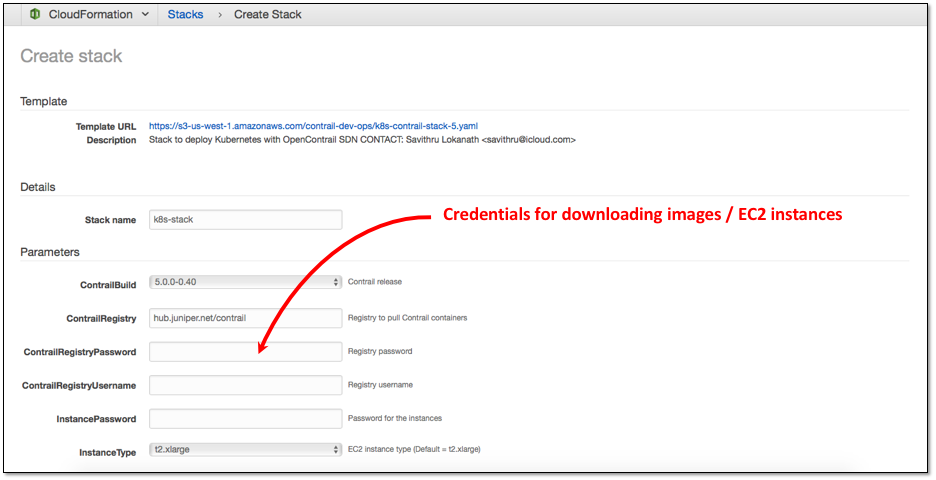 CloudFormation Stacks › Create Stack
Create stack
Template
Template URL https://s3-us-west-1.amazonaws.com/contrail-dev-ops/k8s-contrail-stack-5.yaml
Description Stack to deploy Kubernetes with OpenContrail SDN CONTACT: Savithru Lokanath <savithru@icloud.com>
Details
Stack name k8s-stack
Credentials for downloading images / EC2 instances
Parameters
ContrailBuild 5.0.0-0.40 Contrail release
ContrailRegistry hub.juniper.net/contrail Registry to pull Contrail containers
ContrailRegistryPassword Registry password
ContrailRegistryUsername Registry username
InstancePassword Password for the instances
InstanceType t2.xlarge EC2 instance type (Default = t2.xlarge)